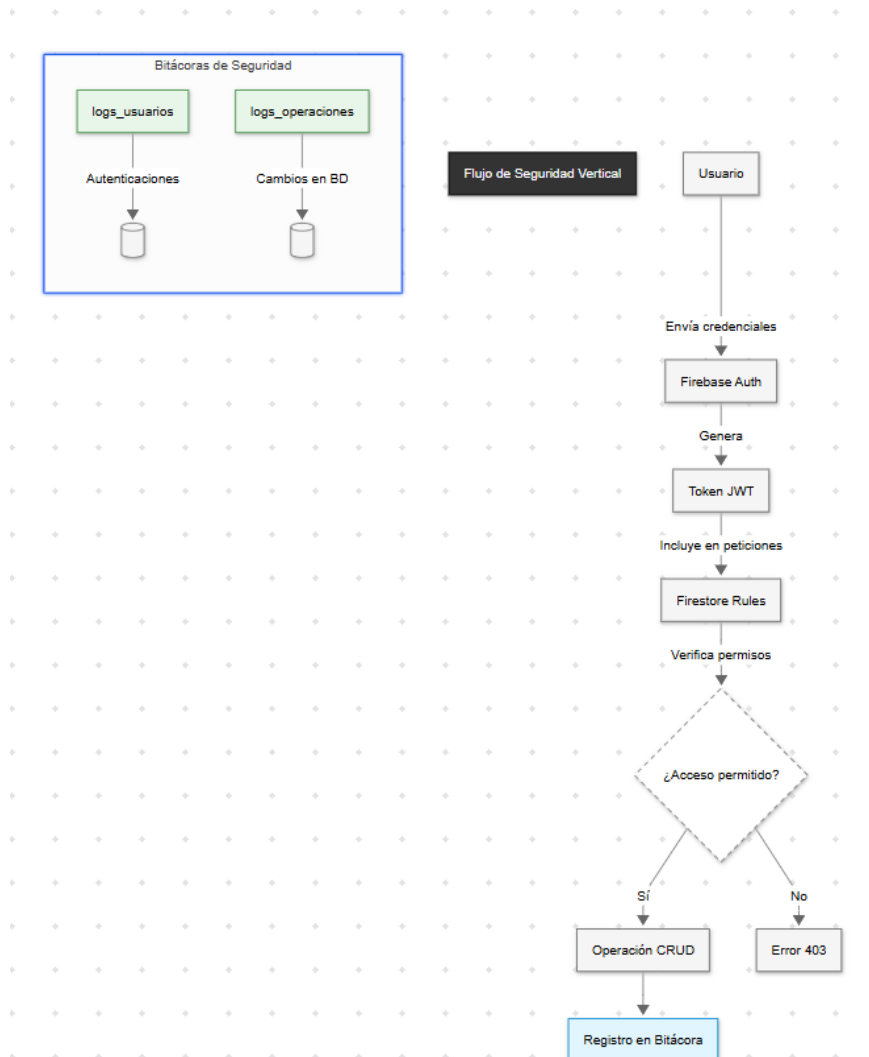 Bitácoras de Seguridad
logs_usuarios
logs_operaciones
Autenticaciones
Cambios en BD
Flujo de Seguridad Vertical
Usuario
Envía credenciales
Firebase Auth
Genera
Token JWT
Incluye en peticiones
Firestore Rules
Verifica permisos
¿Acceso permitido?
Sí
No
Operación CRUD
Error 403
Registro en Bitácora